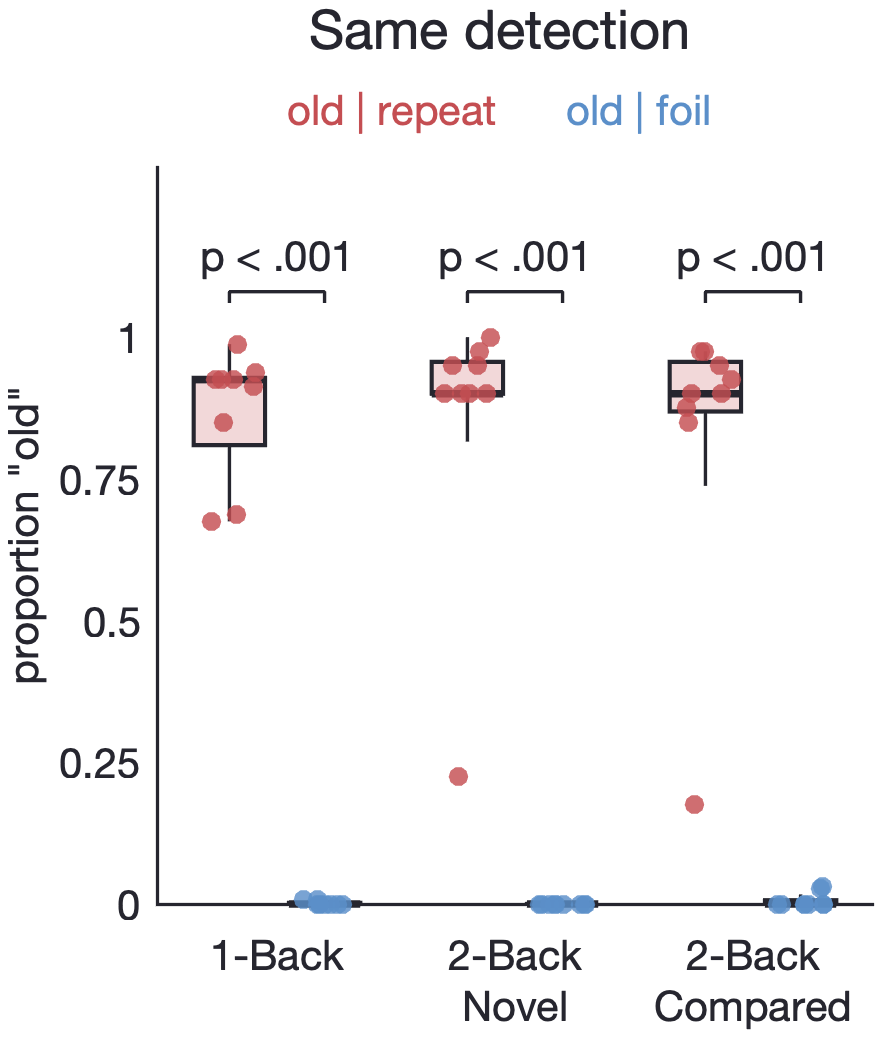 Same detection
old | repeat old | foil
p < .001 p < .001 p < .001
proportion "old"
1
0.75
0.5
0.25
0
1-Back 2-Back 2-Back
Novel Compared